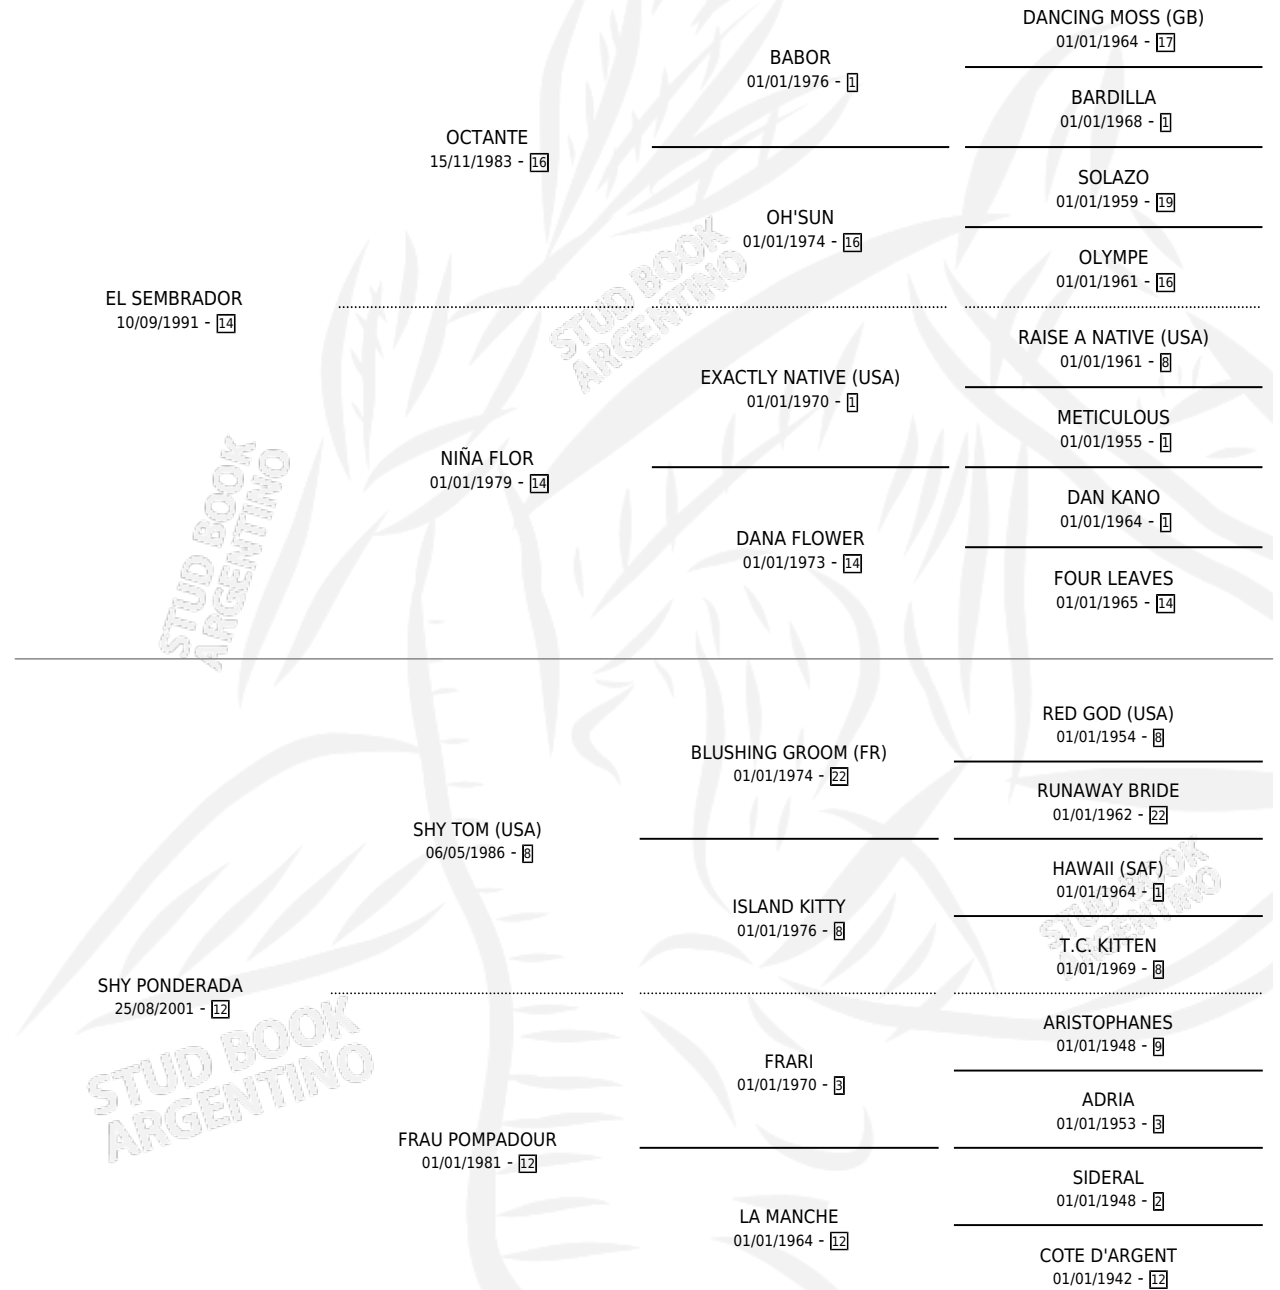 DANCING MOSS (GB)
01/01/1964 - 17
BABOR
01/01/1976 - 1
BARDILLA
01/01/1968 - 1
OCTANTE
15/11/1983 - 16
SOLAZO
01/01/1959 - 19
OH'SUN
01/01/1974 - 16
OLYMPE
01/01/1961 - 16
EL SEMBRADOR
10/09/1991 - 14
RAISE A NATIVE (USA)
01/01/1961 - 8
EXACTLY NATIVE (USA)
01/01/1970 - 1
METICULOUS
01/01/1955 - 1
NIÑA FLOR
01/01/1979 - 14
DAN KANO
01/01/1964 - 1
DANA FLOWER
01/01/1973 - 14
FOUR LEAVES
01/01/1965 - 14
RED GOD (USA)
01/01/1954 - 8
BLUSHING GROOM (FR)
01/01/1974 - 22
RUNAWAY BRIDE
01/01/1962 - 22
SHY TOM (USA)
06/05/1986 - 8
HAWAII (SAF)
01/01/1964 - 1
ISLAND KITTY
01/01/1976 - 8
T.C. KITTEN
01/01/1969 - 8
SHY PONDERADA
25/08/2001 - 12
ARISTOPHANES
01/01/1948 - 9
FRARI
01/01/1970 - 3
ADRIA
01/01/1953 - 3
FRAU POMPADOUR
01/01/1981 - 12
SIDERAL
01/01/1948 - 2
LA MANCHE
01/01/1964 - 12
COTE D'ARGENT
01/01/1942 - 12
STUD BOOK
ARGENTINO
STUD BOOK
ARGENTINO
STUD BOOK
ARGENTINO
STUD BOOK
ARGENTINO